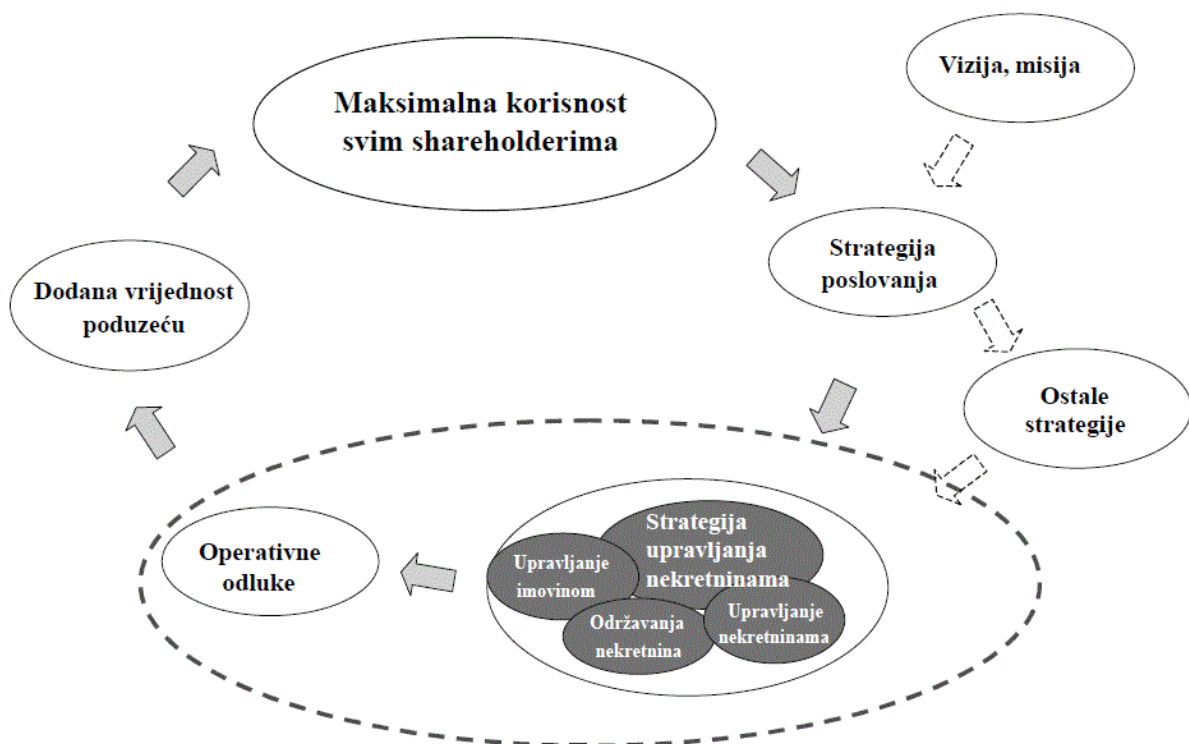 Maksimalna korisnost
svim shareholderima
Vizija, misija
Strategija
poslovanja
Dodana vrijednost
poduzeću
Ostale
strategije
Operativne
odluke
Strategija
upravljanja
nekretninama
Upravljanje
imovinom
Održavanja
nekretnina
Upravljanje
nekretninama